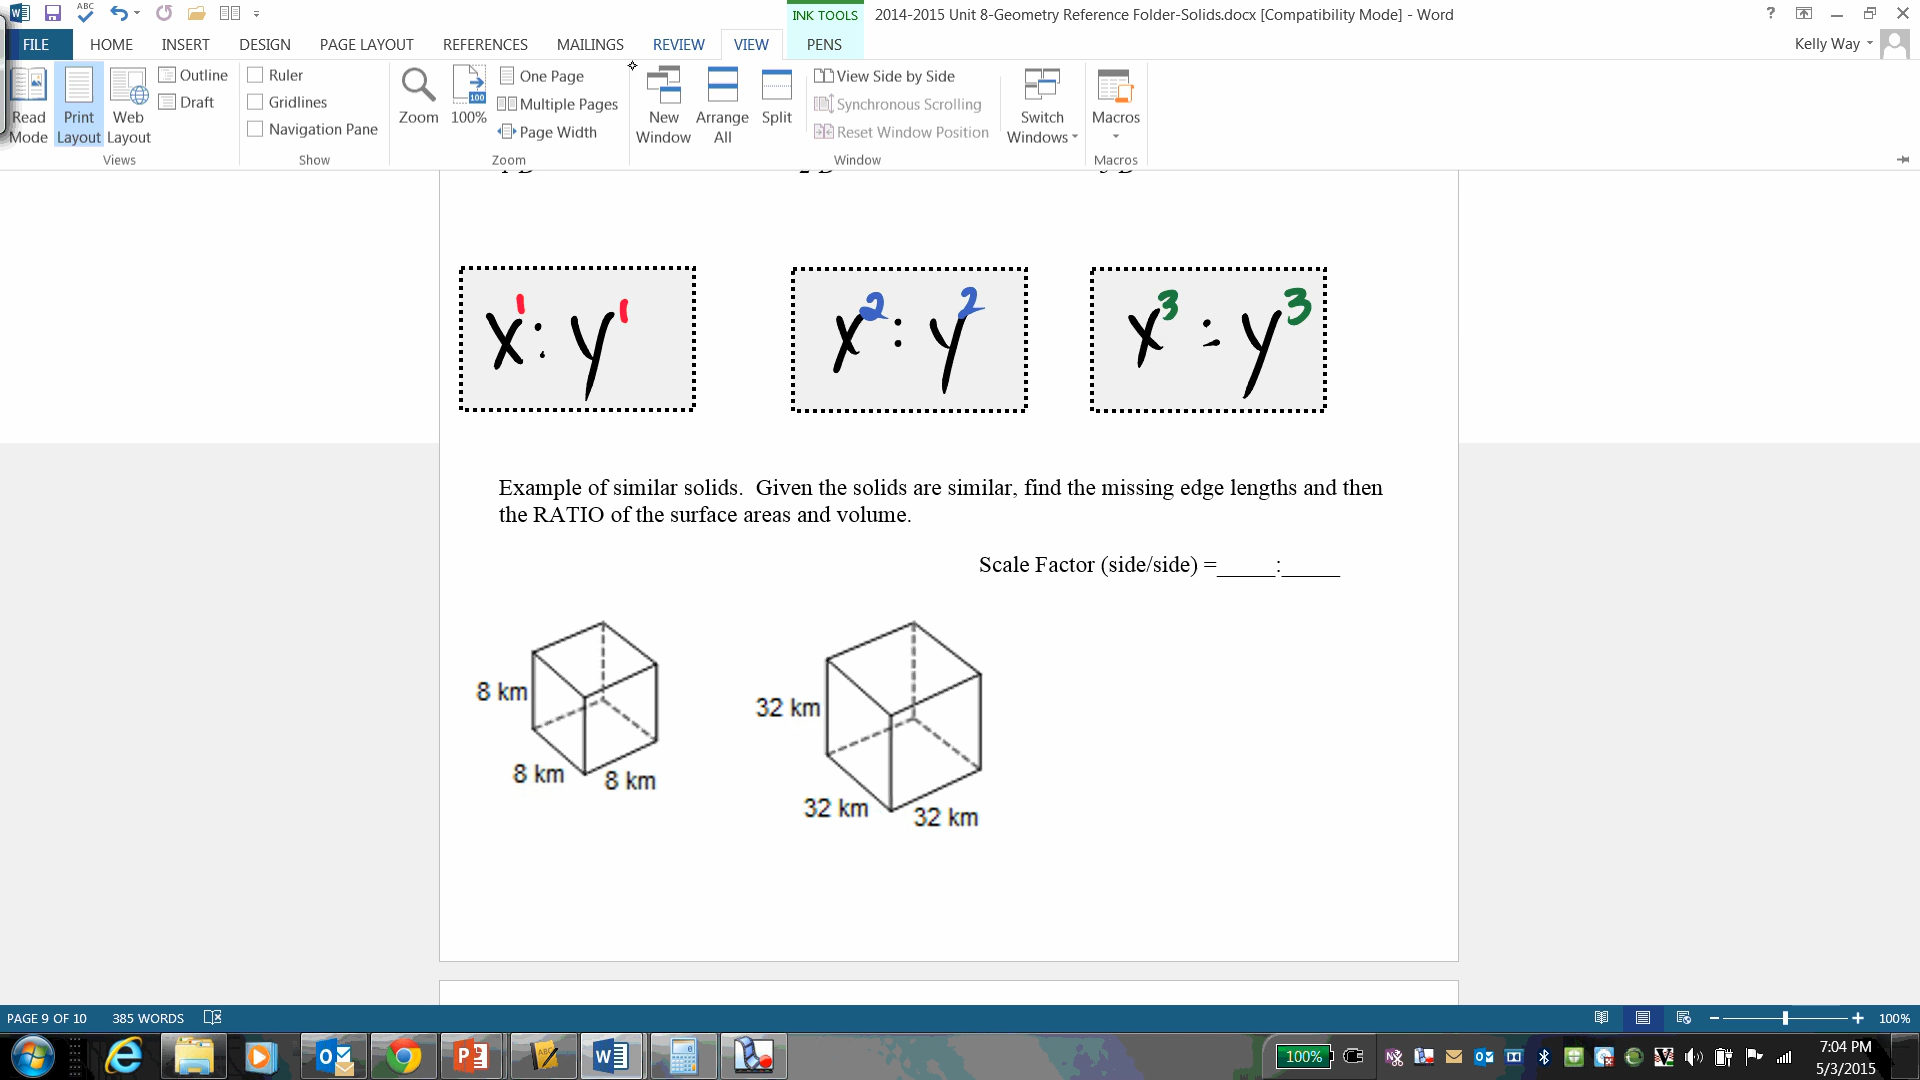 INK TOOLS 2014-2015 Unit 8-Geometry Reference Folder-Solids.docx [Compatibility Mode] - Word
FILE HOME INSERT DESIGN PAGE LAYOUT REFERENCES MAILINGS REVIEW VIEW PENS Kelly Way
Read Mode
Print Layout
Web Layout
Outline
Draft
Views
Ruler
Gridlines
Navigation Pane
Show
Zoom
100%
One Page
Multiple Pages
Page Width
Zoom
New Window
Arrange All
Split
View Side by Side
Synchronous Scrolling
Reset Window Position
Window
Switch Windows
Macros
Macros
x¹ : y¹
x² : y²
x³ : y³
Example of similar solids. Given the solids are similar, find the missing edge lengths and then
the RATIO of the surface areas and volume.
Scale Factor (side/side) =_____:_____
8 km
8 km
8 km
32 km
32 km
32 km
PAGE 9 OF 10 385 WORDS 100%
100%
7:04 PM
5/3/2015